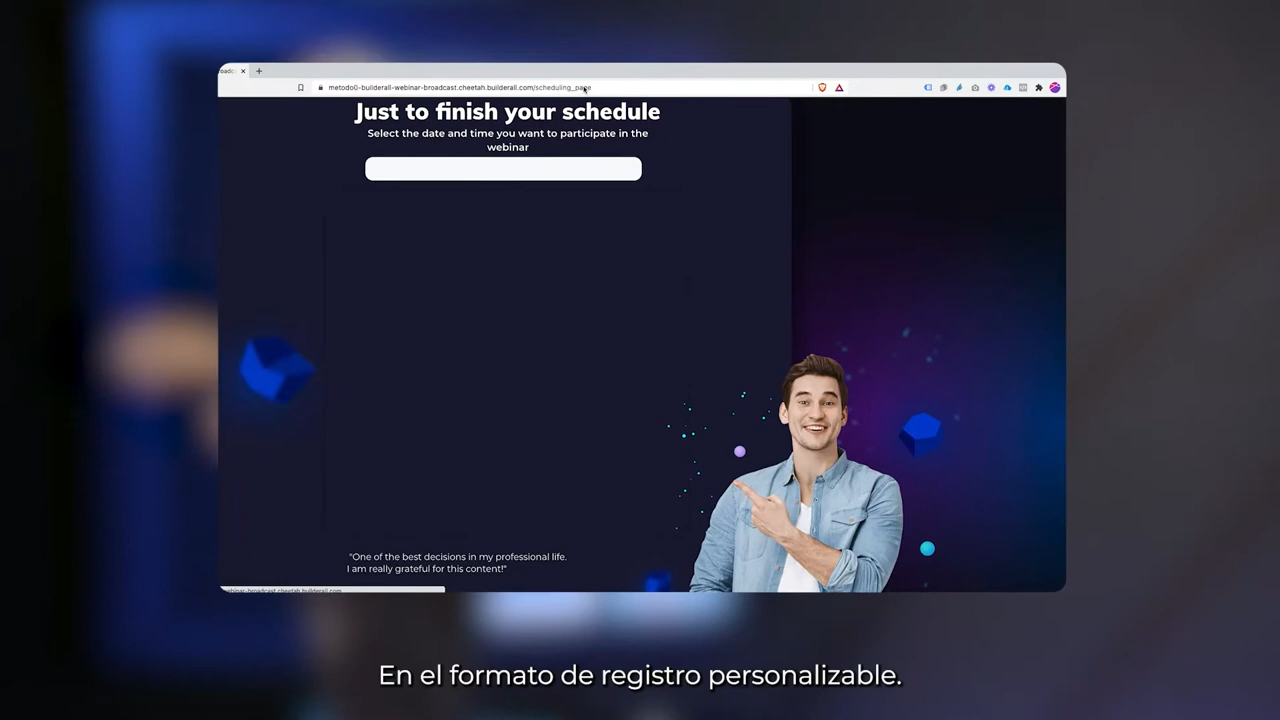 metodo0-builderall-webinar-broadcast.cheetah.builderall.com/scheduling_page
Just to finish your schedule
Select the date and time you want to participate in the
webinar
"One of the best decisions in my professional life.
I am really grateful for this content!"
En el formato de registro personalizable.